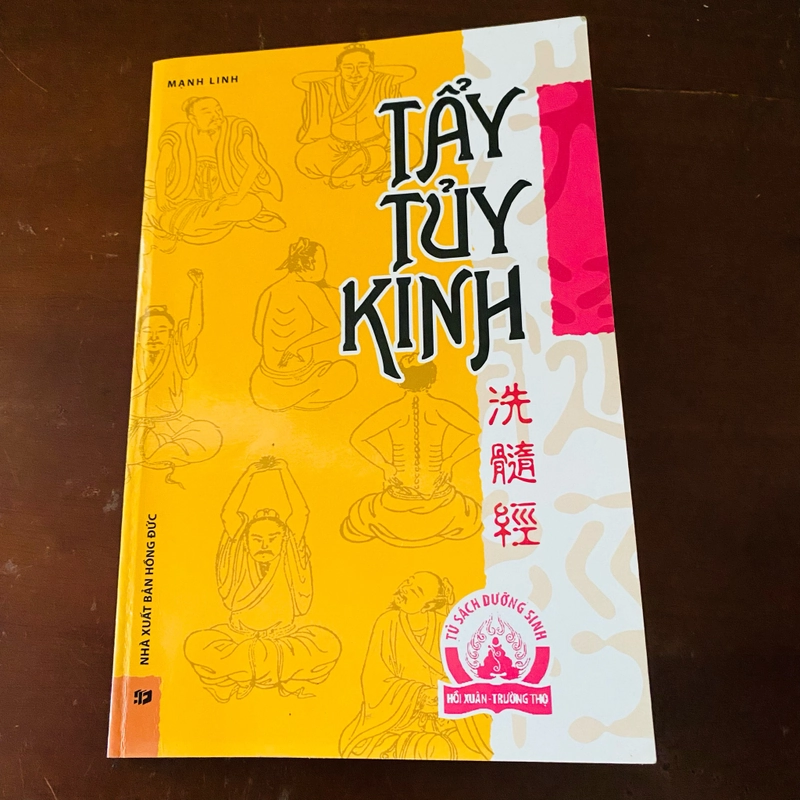 MẠNH LINH
TẨY
TỦY
KINH
洗
髓
經
TỦ SÁCH DƯỠNG SINH
HỒI XUÂN - TRƯỜNG THỌ
NHÀ XUẤT BẢN HỒNG ĐỨC